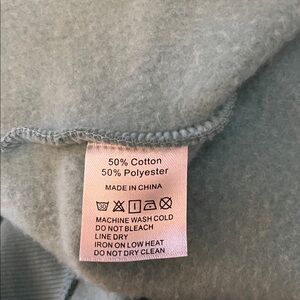 50% Cotton
50% Polyester
MADE IN CHINA
MACHINE WASH COLD
DO NOT BLEACH
LINE DRY
IRON ON LOW HEAT
DO NOT DRY CLEAN